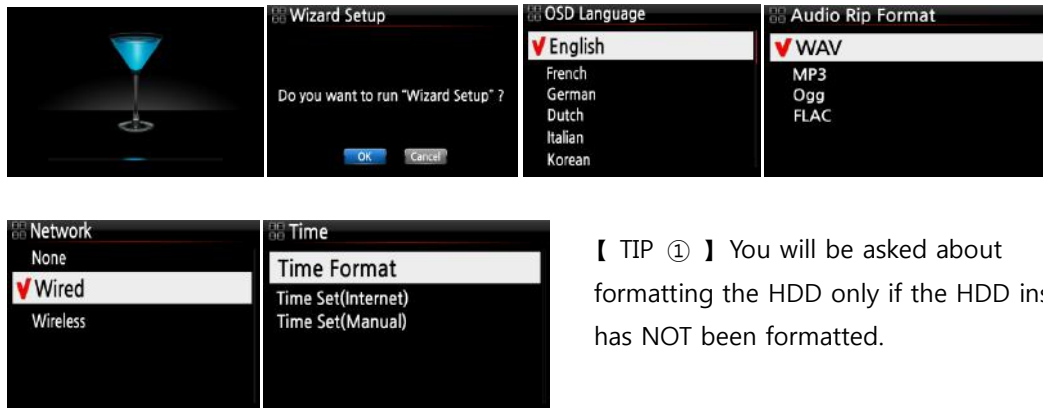 Wizard Setup
Do you want to run "Wizard Setup" ?
OK Cancel
OSD Language
English
French
German
Dutch
Italian
Korean
Audio Rip Format
WAV
MP3
Ogg
FLAC
Network
None
Wired
Wireless
Time
Time Format
Time Set(Internet)
Time Set(Manual)
【 TIP ① 】You will be asked about
formatting the HDD only if the HDD
has NOT been formatted.